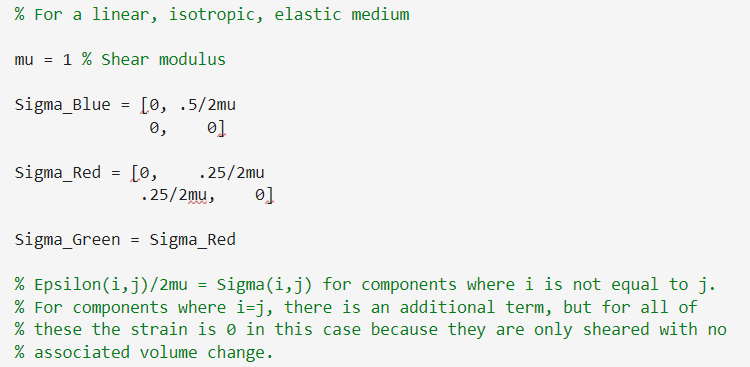 % For a linear, isotropic, elastic medium
mu = 1 % Shear modulus
Sigma_Blue = [0, .5/2mu
0, 0]
Sigma_Red = [0, .25/2mu
.25/2mu, 0]
Sigma_Green = Sigma_Red
% Epsilon(i,j)/2mu = Sigma(i,j) for components where i is not equal to j.
% For components where i=j, there is an additional term, but for all of
% these the strain is 0 in this case because they are only sheared with no
% associated volume change.